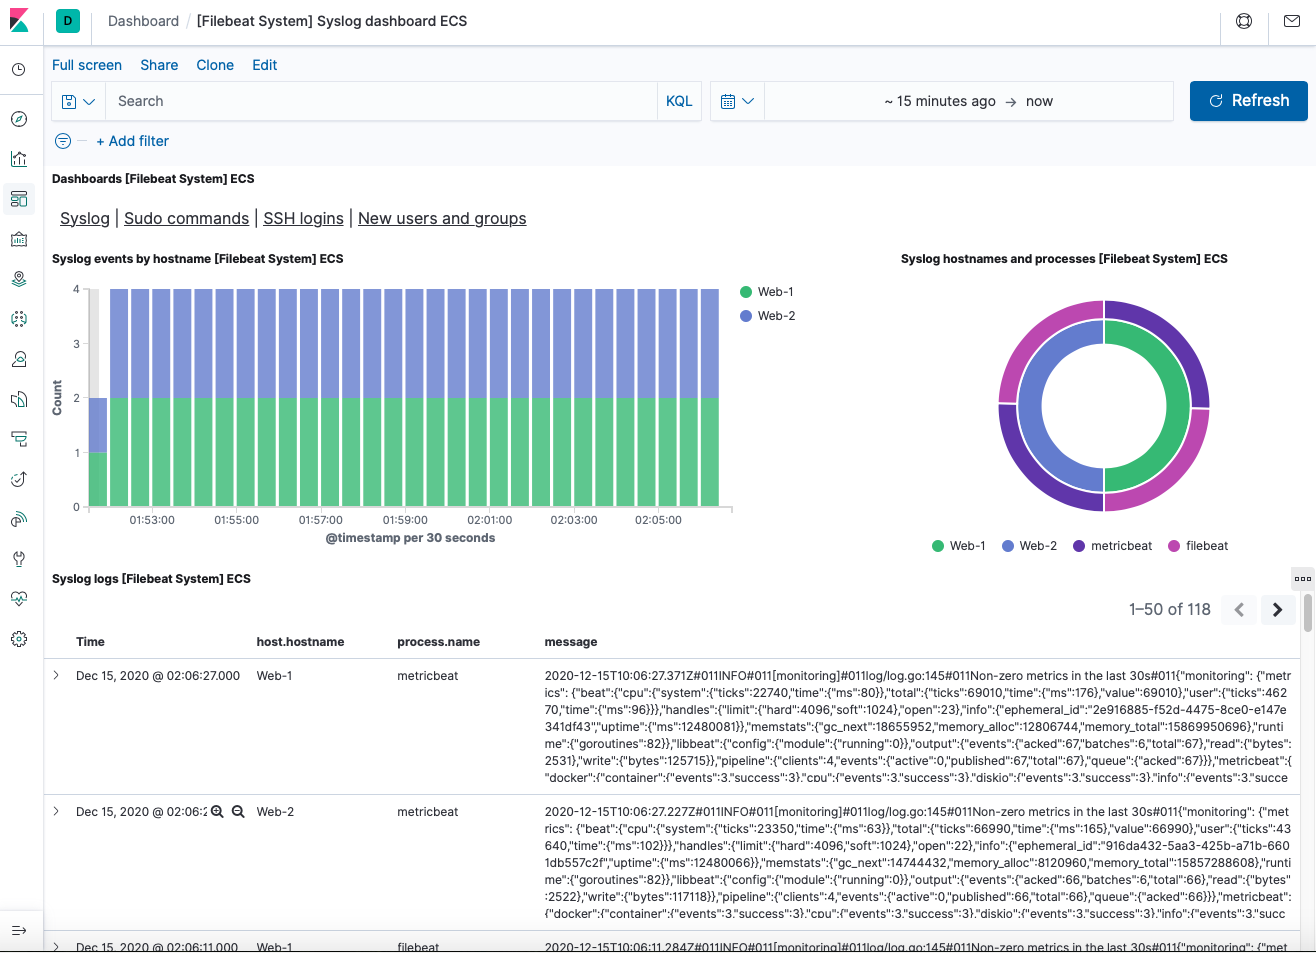 D Dashboard / [Filebeat System] Syslog dashboard ECS
Full screen Share Clone Edit
Search KQL ~ 15 minutes ago → now Refresh
+ Add filter
Dashboards [Filebeat System] ECS
Syslog | Sudo commands | SSH logins | New users and groups
Syslog events by hostname [Filebeat System] ECS
4
3
2
1
0
Count
01:53:00 01:55:00 01:57:00 01:59:00 02:01:00 02:03:00 02:05:00
@timestamp per 30 seconds
Web-1
Web-2
Syslog hostnames and processes [Filebeat System] ECS
Web-1 Web-2 metricbeat filebeat
Syslog logs [Filebeat System] ECS
1–50 of 118
Time host.hostname process.name message
Dec 15, 2020 @ 02:06:27.000 Web-1 metricbeat 2020-12-15T10:06:27.371Z#011INFO#011[monitoring]#011log/log.go:145#011Non-zero metrics in the last 30s#011{"monitoring": {"met
rics": {"beat":{"cpu":{"system":{"ticks":22740,"time":{"ms":80}},"total":{"ticks":69010,"time":{"ms":176},"value":69010},"user":{"ticks":462
70,"time":{"ms":96}}},"handles":{"limit":{"hard":4096,"soft":1024},"open":23},"info":{"ephemeral_id":"2e916885-f52d-4475-8ce0-e147e
341df43","uptime":{"ms":12480081}},"memstats":{"gc_next":18655952,"memory_alloc":12806744,"memory_total":15869950696},"runti
me":{"goroutines":82}},"libbeat":{"config":{"module":{"running":0}},"output":{"events":{"acked":67,"batches":6,"total":67},"read":{"bytes":
2531},"write":{"bytes":125715}},"pipeline":{"clients":4,"events":{"active":0,"published":67,"total":67},"queue":{"acked":67}}},"metricbeat":{
"docker":{"container":{"events":3,"success":3},"cpu":{"events":3,"success":3},"diskio":{"events":3,"success":3},"info":{"events":3,"succe
Dec 15, 2020 @ 02:06:2 Web-2 metricbeat 2020-12-15T10:06:27.227Z#011INFO#011[monitoring]#011log/log.go:145#011Non-zero metrics in the last 30s#011{"monitoring": {"me
trics": {"beat":{"cpu":{"system":{"ticks":23350,"time":{"ms":63}},"total":{"ticks":66990,"time":{"ms":165},"value":66990},"user":{"ticks":43
640,"time":{"ms":102}}},"handles":{"limit":{"hard":4096,"soft":1024},"open":22},"info":{"ephemeral_id":"916da432-5aa3-425b-a71b-660
1db557c2f","uptime":{"ms":12480066}},"memstats":{"gc_next":14744432,"memory_alloc":8120960,"memory_total":15857288608},"runti
me":{"goroutines":82}},"libbeat":{"config":{"module":{"running":0}},"output":{"events":{"acked":66,"batches":6,"total":66},"read":{"bytes"
:2522},"write":{"bytes":117118}},"pipeline":{"clients":4,"events":{"active":0,"published":66,"total":66},"queue":{"acked":66}}},"metricbeat":
{"docker":{"container":{"events":3,"success":3},"cpu":{"events":3,"success":3},"diskio":{"events":3,"success":3},"info":{"events":3,"succ
Dec 15, 2020 @ 02:06:11.000 Web-1 filebeat 2020-12-15T10:06:11.284Z#011INFO#011[monitoring]#011log/log.go:145#011Non-zero metrics in the last 30s#011{"monitoring": {"met